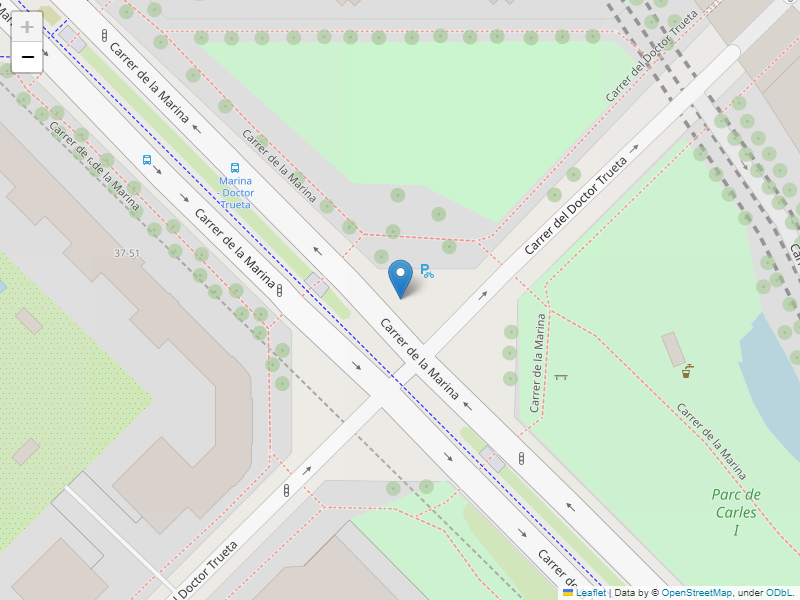 +
−
Carrer de la Marina
Carrer del Doctor Trueta
Carrer de la Marina
Carrer de la Marina
Marina
- Doctor
Trueta
Carrer de la Marina
Carrer del Doctor Trueta
37-51
Carrer de la Marina
Carrer de la Marina
Carrer de la Marina
Parc de
Carles
I
l Doctor Trueta
Carrer de
Leaflet | Data by © OpenStreetMap, under ODbL.